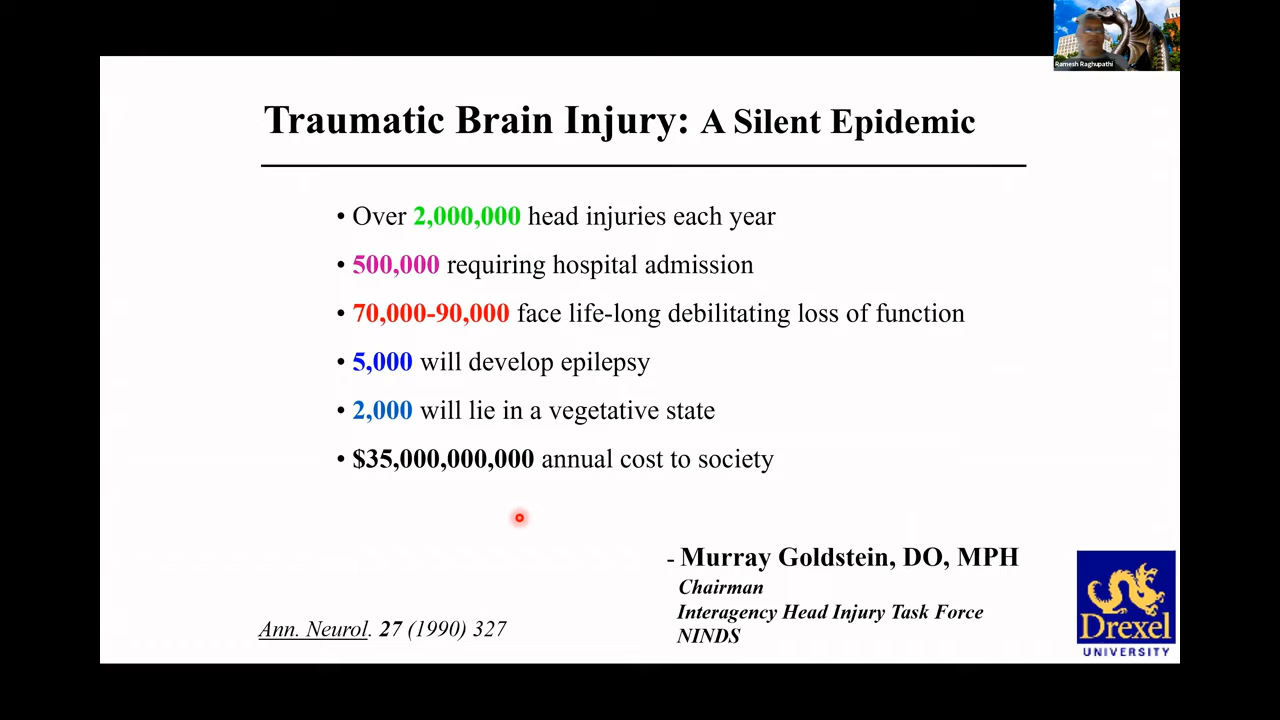 Ramesh Raghupathi
Traumatic Brain Injury: A Silent Epidemic
• Over 2,000,000 head injuries each year
• 500,000 requiring hospital admission
• 70,000-90,000 face life-long debilitating loss of function
• 5,000 will develop epilepsy
• 2,000 will lie in a vegetative state
• $35,000,000,000 annual cost to society
- Murray Goldstein, DO, MPH
Chairman
Interagency Head Injury Task Force
NINDS
Ann. Neurol. 27 (1990) 327
Drexel
UNIVERSITY